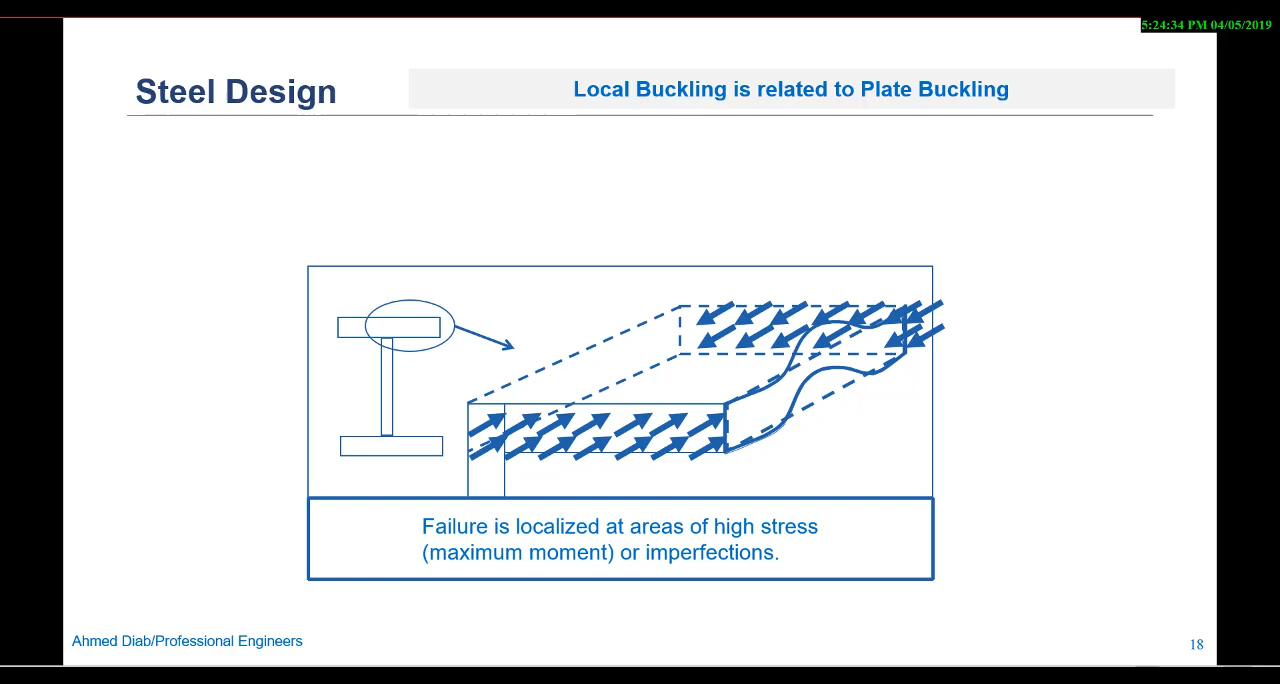 5:24:34 PM 04/05/2019
Steel Design
Local Buckling is related to Plate Buckling
Failure is localized at areas of high stress
(maximum moment) or imperfections.
Ahmed Diab/Professional Engineers
18